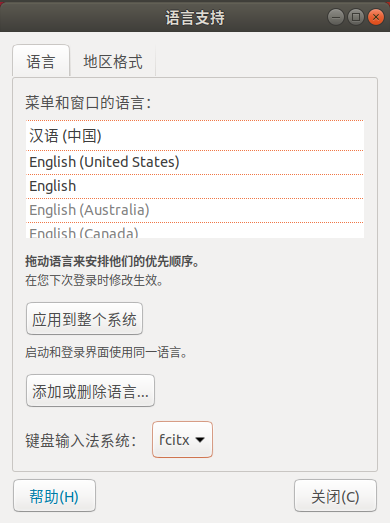 语言支持
语言
地区格式
菜单和窗口的语言：
汉语 (中国)
English (United States)
English
English (Australia)
English (Canada)
拖动语言来安排他们的优先顺序。
在您下次登录时修改生效。
应用到整个系统
启动和登录界面使用同一语言。
添加或删除语言...
键盘输入法系统： fcitx
帮助(H)
关闭(C)